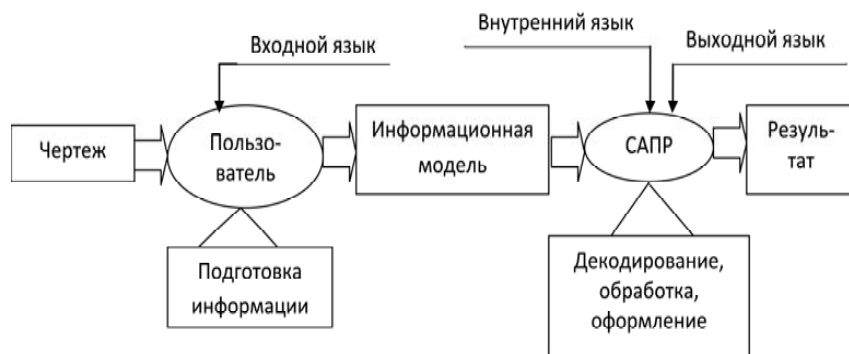 Входной язык
Внутренний язык
Выходной язык
Чертеж
Пользо-
ватель
Информационная
модель
САПР
Резуль-
тат
Подготовка
информации
Декодирование,
обработка,
оформление